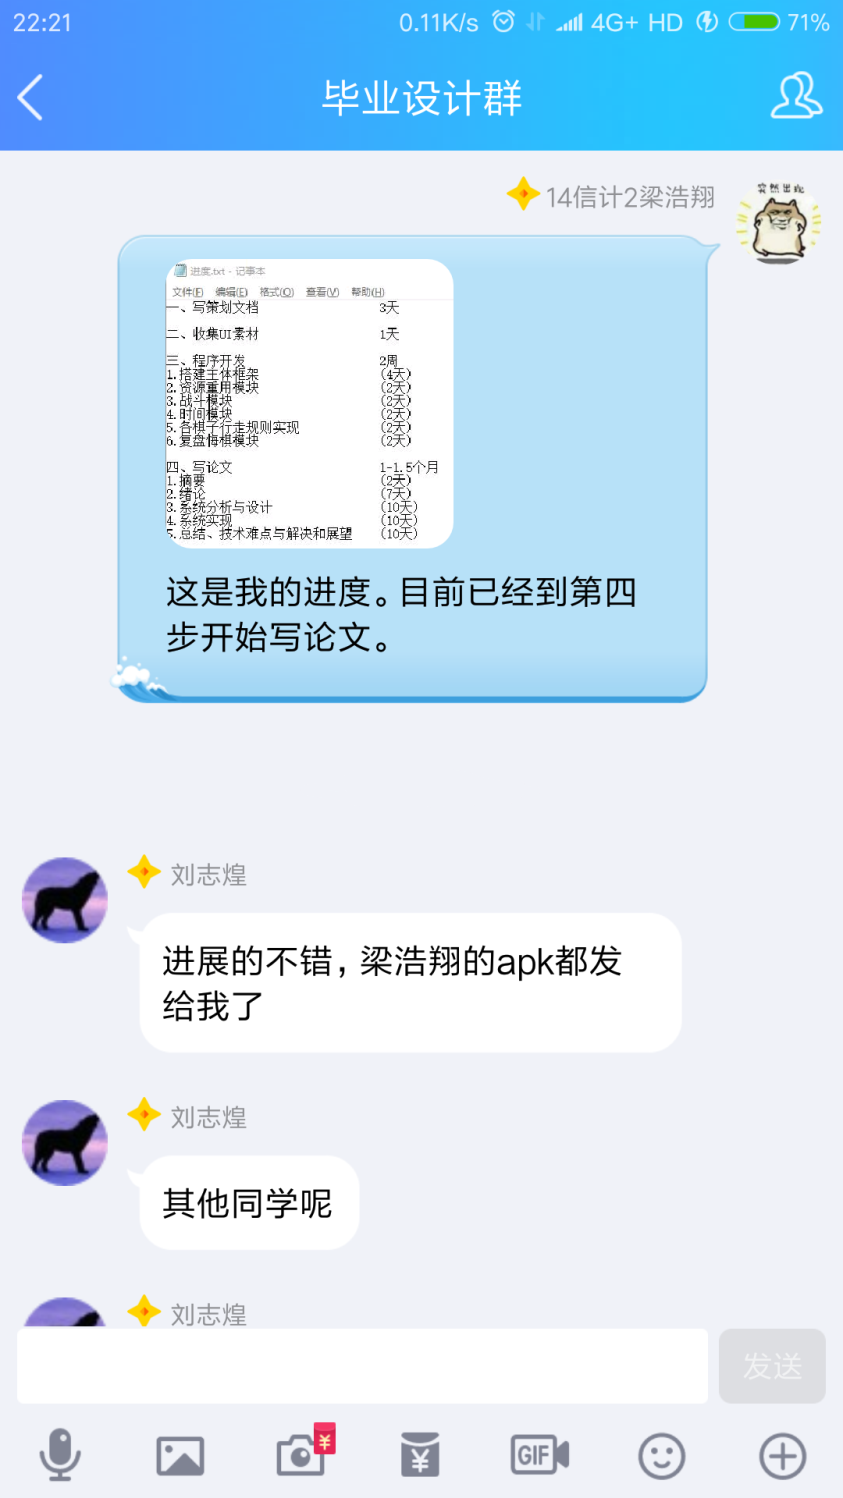 22:21
0.11K/s 4G+ HD 71%
毕业设计群
14信计2梁浩翔
突然出现
进度.txt - 记事本
文件(F) 编辑(E) 格式(O) 查看(V) 帮助(H)
一、写策划文档 3天
二、收集UI素材 1天
三、程序开发 2周
1.搭建主体框架 (4天)
2.资源重用模块 (2天)
3.战斗模块 (2天)
4.时间模块 (2天)
5.各棋子行走规则实现 (2天)
6.复盘悔棋模块 (2天)
四、写论文 1-1.5个月
1.摘要 (2天)
2.绪论 (7天)
3.系统分析与设计 (10天)
4.系统实现 (10天)
5.总结、技术难点与解决和展望 (10天)
这是我的进度。目前已经到第四
步开始写论文。
刘志煌
进展的不错，梁浩翔的apk都发
给我了
刘志煌
其他同学呢
刘志煌
发送
¥
¥
GIF